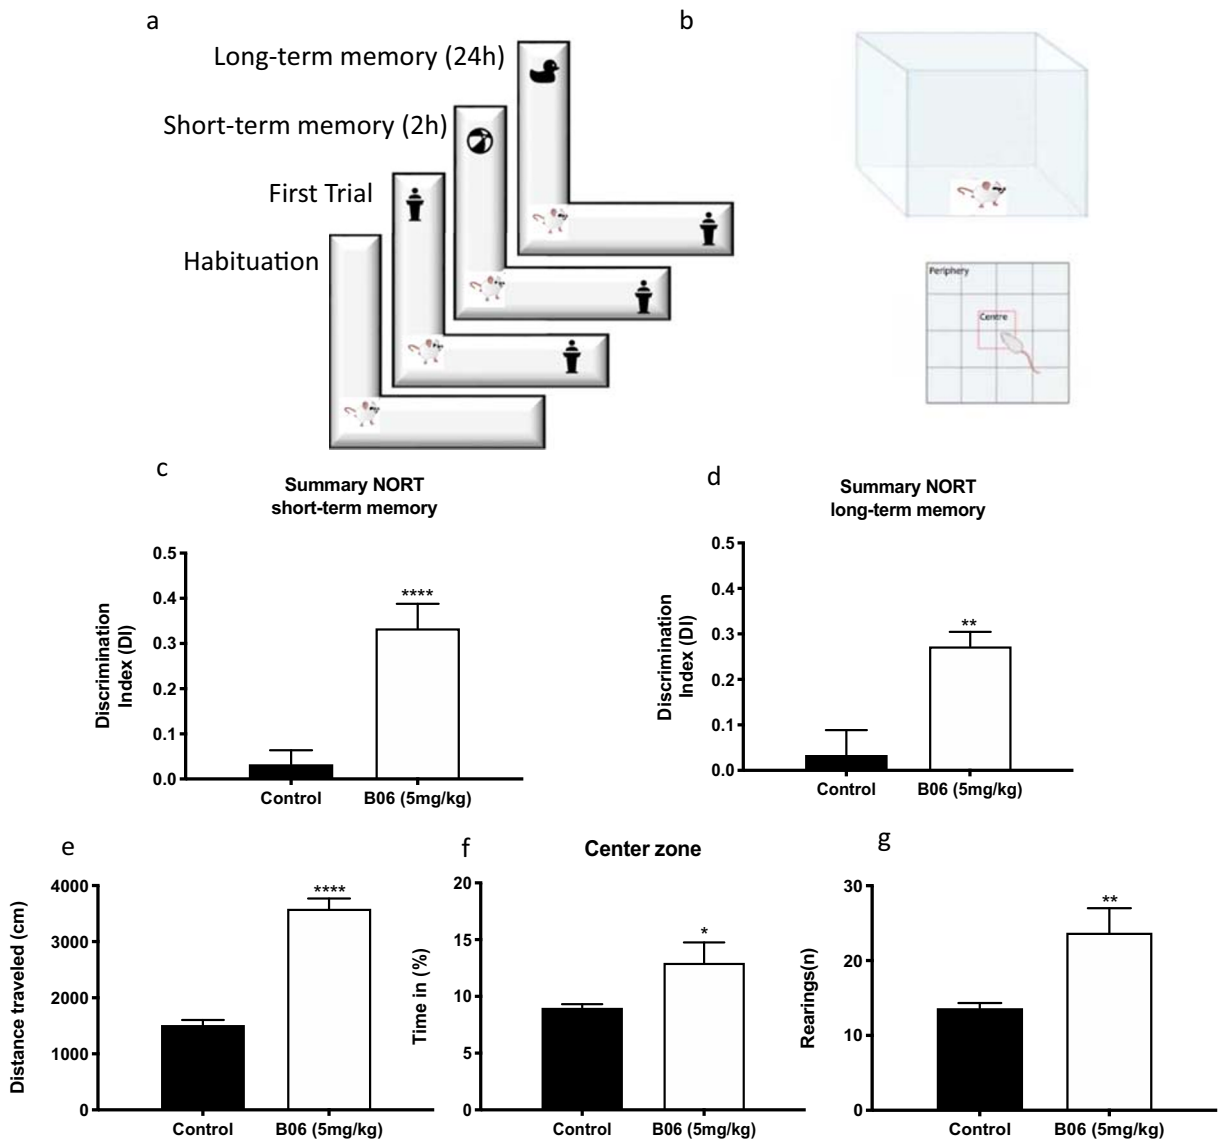 a
b
Long-term memory (24h)
Short-term memory (2h)
First Trial
Habituation
Periphery
Centre
c
Summary NORT
short-term memory
Discrimination
Index (DI)
0.5
0.4
0.3
0.2
0.1
0.0
****
Control
B06 (5mg/kg)
d
Summary NORT
long-term memory
Discrimination
Index (DI)
0.5
0.4
0.3
0.2
0.1
0.0
**
Control
B06 (5mg/kg)
e
Distance traveled (cm)
4000
3000
2000
1000
0
****
Control
B06 (5mg/kg)
f
Center zone
Time in (%)
20
15
10
5
0
*
Control
B06 (5mg/kg)
g
Rearings(n)
30
20
10
0
**
Control
B06 (5mg/kg)